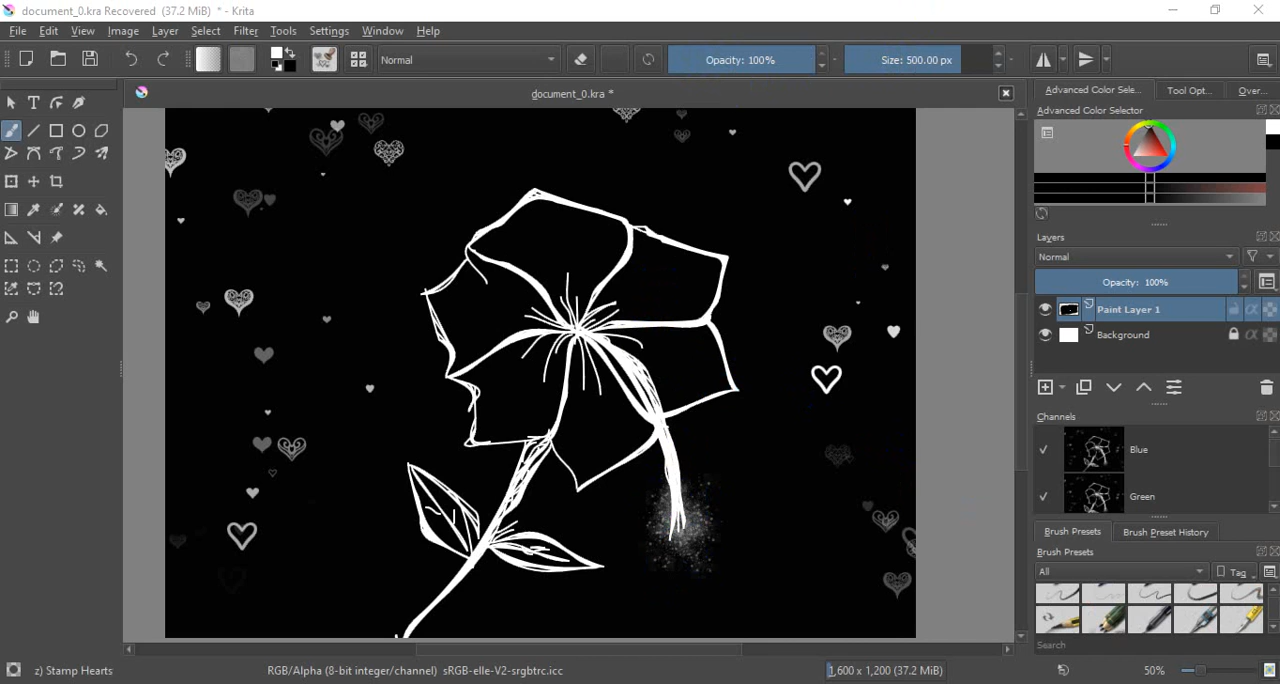 document_0.kra Recovered (37.2 MiB) * - Krita
File Edit View Image Layer Select Filter Tools Settings Window Help
Normal Opacity: 100% Size: 500.00 px
document_0.kra *
Advanced Color Sele... Tool Opt... Over...
Advanced Color Selector
Layers
Normal
Opacity: 100%
Paint Layer 1
Background
Channels
Blue
Green
Brush Presets Brush Preset History
Brush Presets
All Tag
Search
z) Stamp Hearts RGB/Alpha (8-bit integer/channel) sRGB-elle-V2-srgbtrc.icc 1,600 x 1,200 (37.2 MiB) 50%